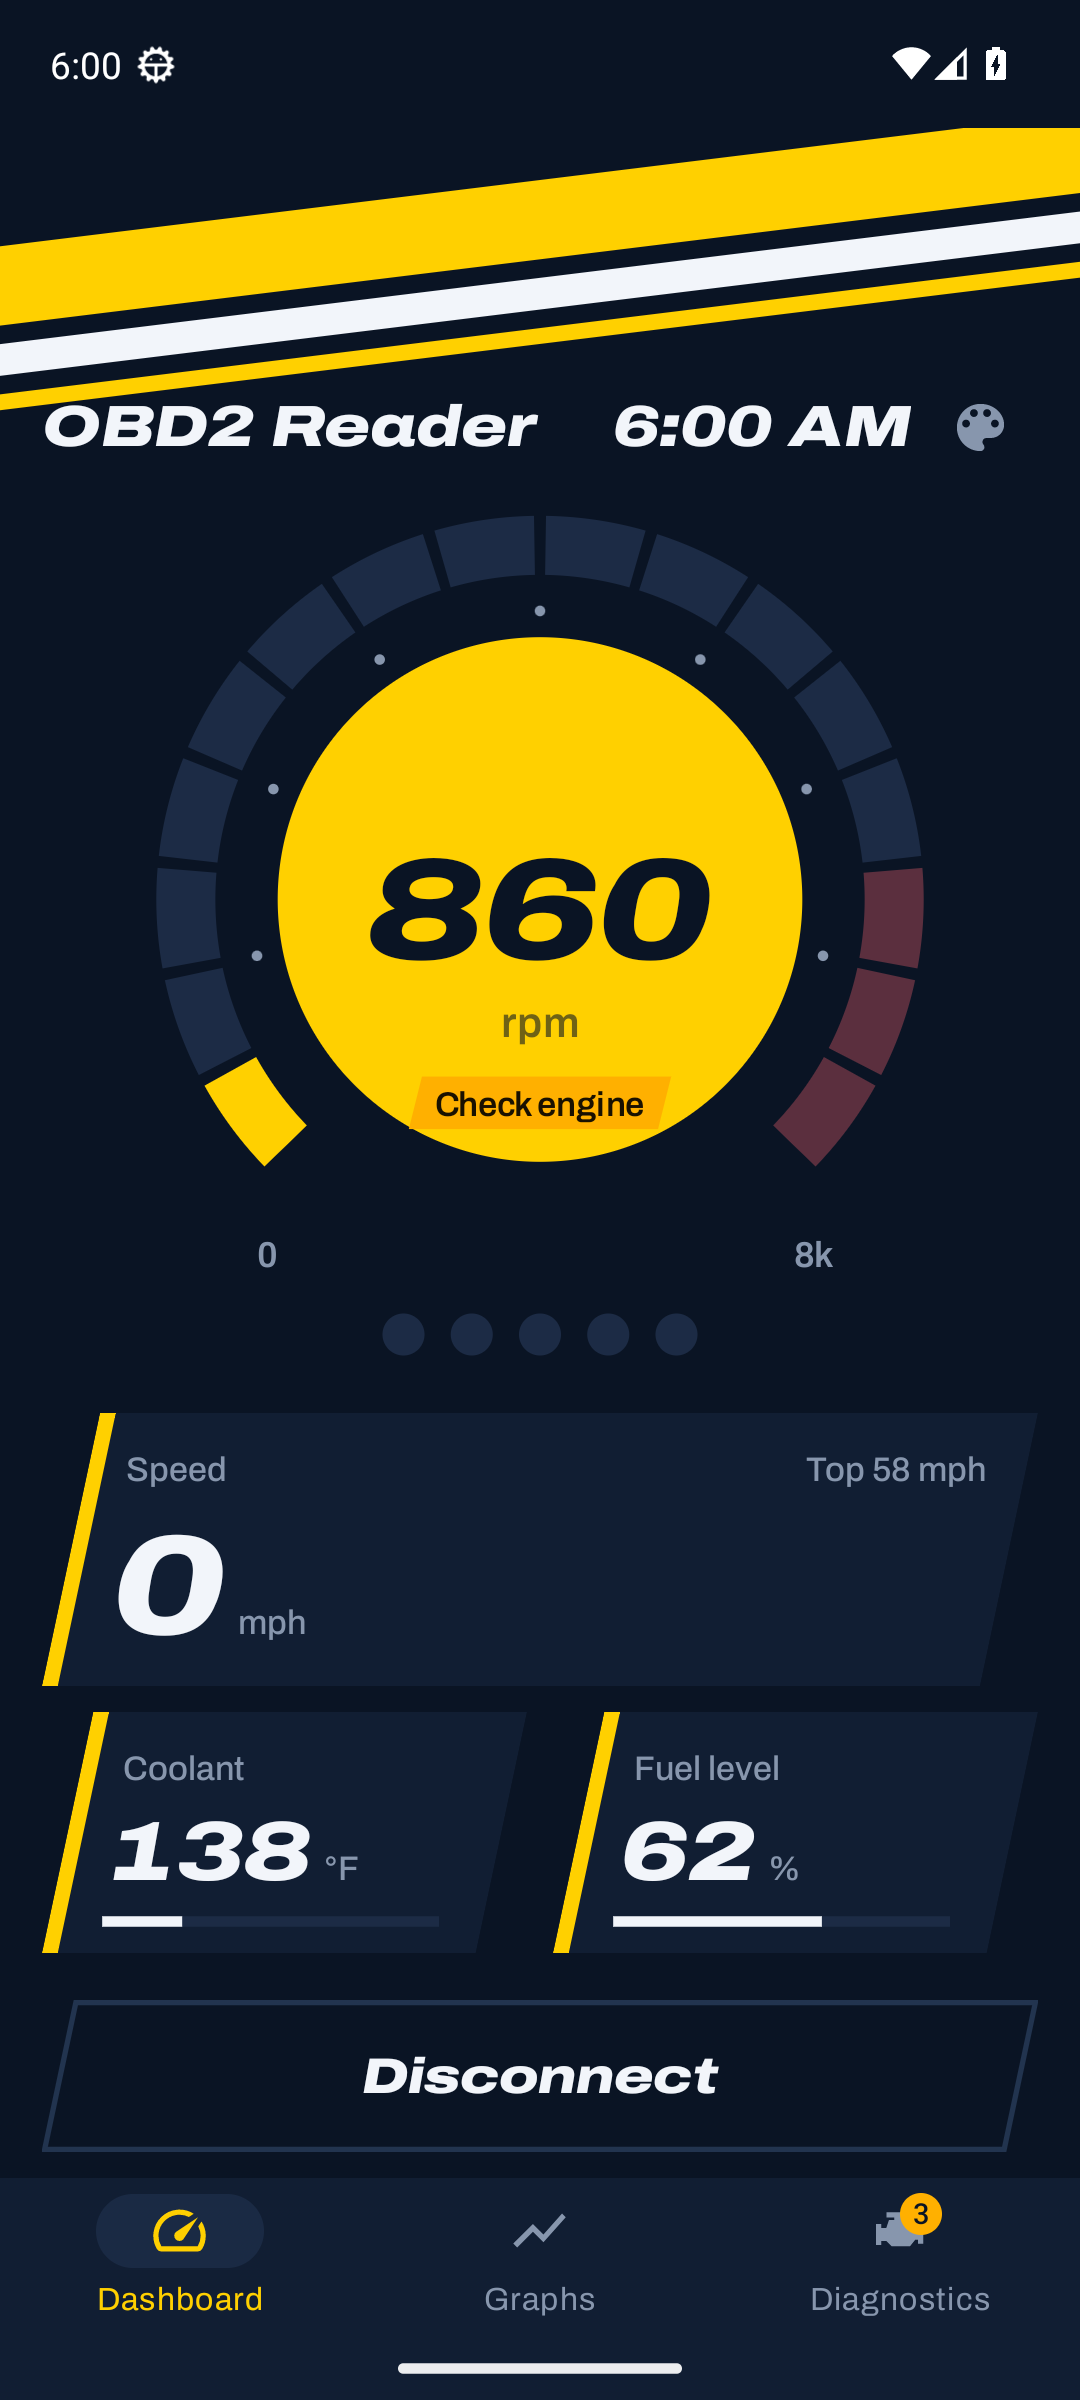 6:00
OBD2 Reader 6:00 AM
860
rpm
Check engine
0 8k
Speed Top 58 mph
0 mph
Coolant Fuel level
138 °F 62 %
Disconnect
3
Dashboard Graphs Diagnostics